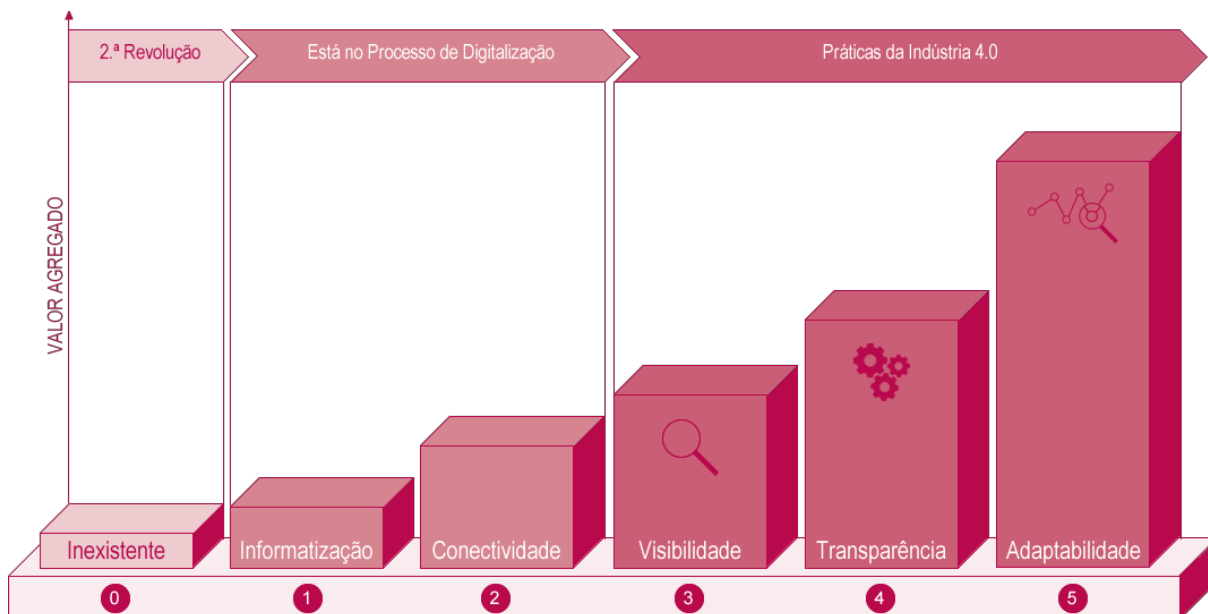 2.ª Revolução
Está no Processo de Digitalização
Práticas da Indústria 4.0
VALOR AGREGADO
Inexistente
Informatização
Conectividade
Visibilidade
Transparência
Adaptabilidade
0
1
2
3
4
5